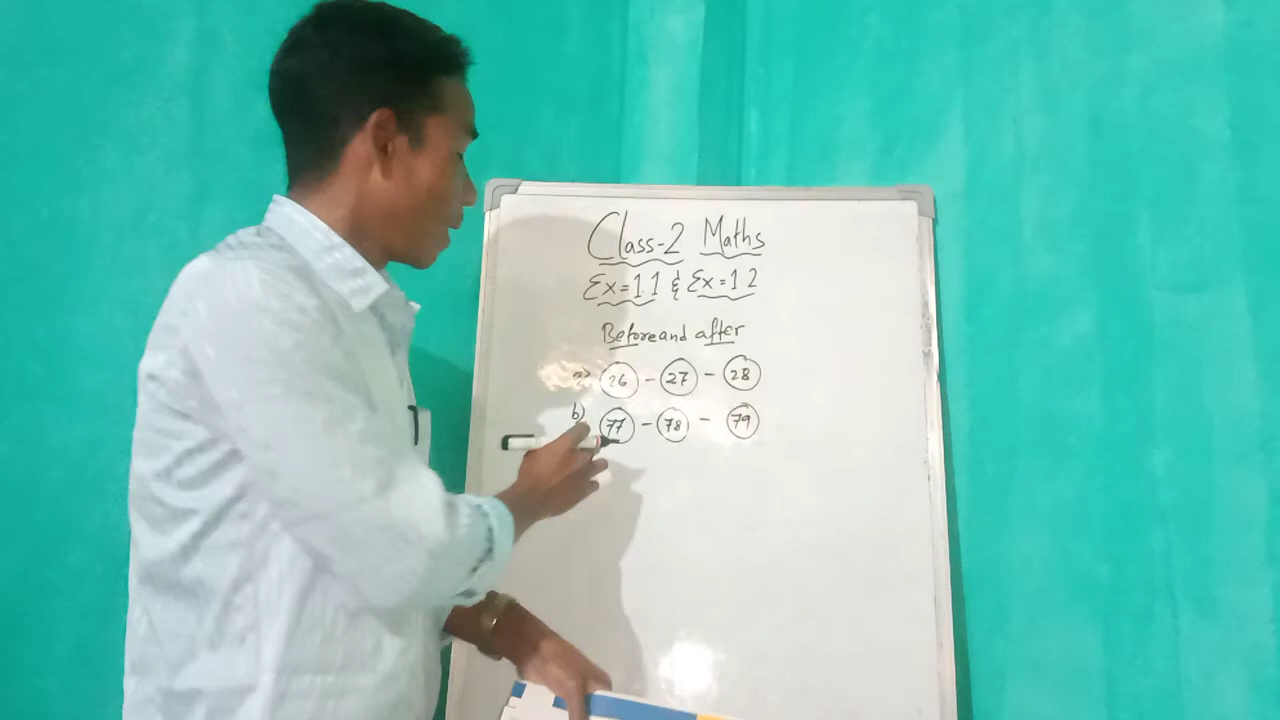 Class-2 Maths
Ex=1.1 & Ex=1 2
Before and after
a) 26 - 27 - 28
b) 77 - 78 - 79